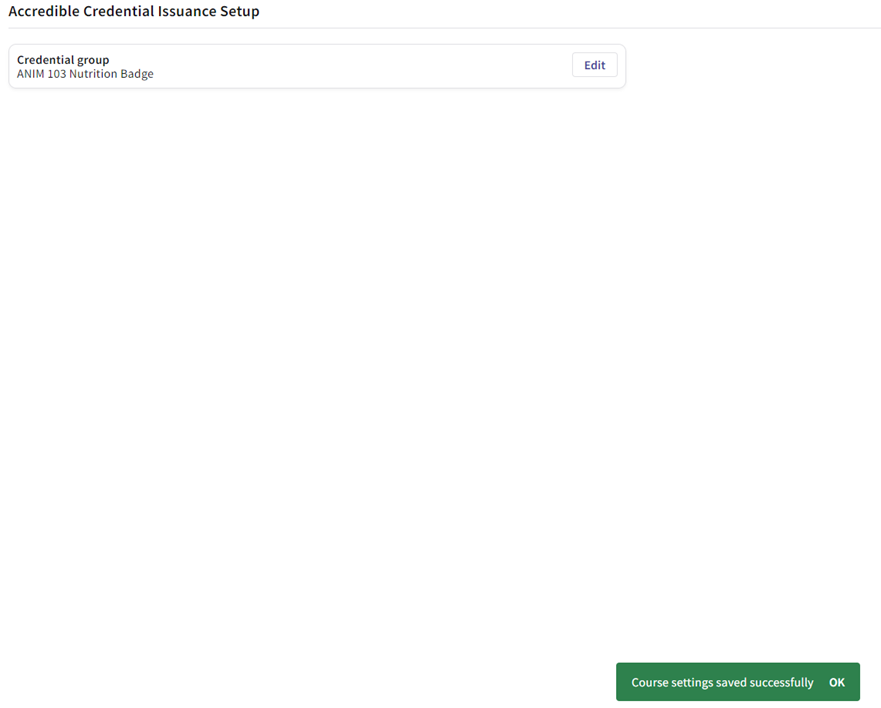 Accredible Credential Issuance Setup
Credential group
ANIM 103 Nutrition Badge
Edit
Course settings saved successfully OK